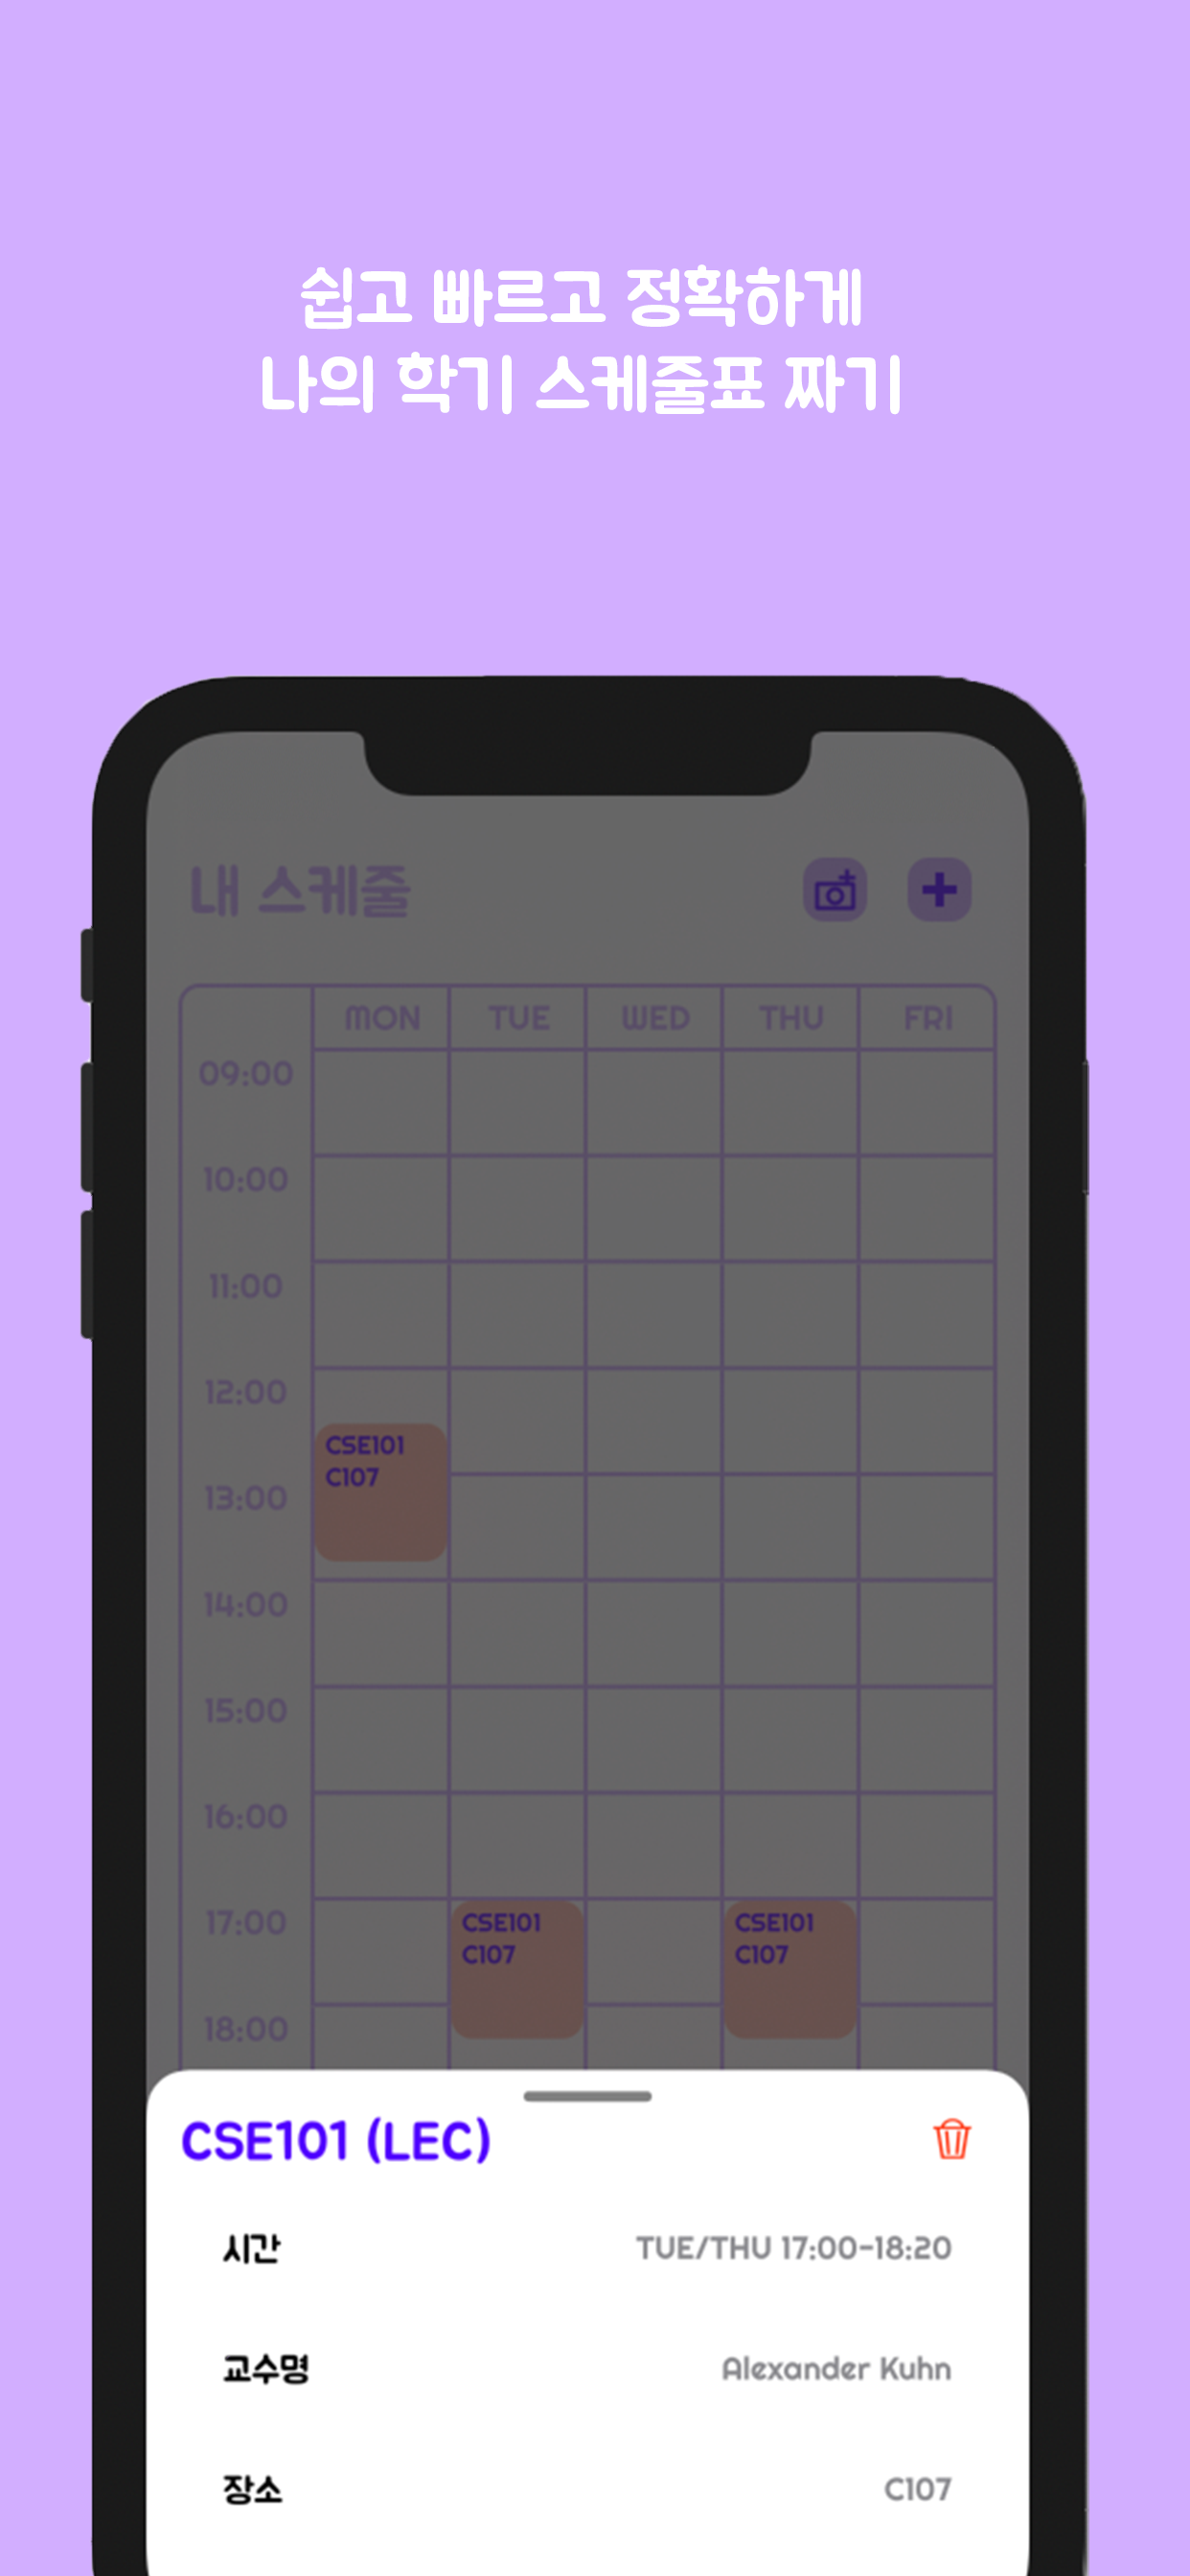 쉽고 빠르고 정확하게
나의 학기 스케줄표 짜기
내 스케줄
MON TUE WED THU FRI
09:00
10:00
11:00
12:00
CSE101
C107
13:00
14:00
15:00
16:00
17:00
CSE101 CSE101
C107 C107
18:00
CSE101 (LEC)
시간 TUE/THU 17:00-18:20
교수명 Alexander Kuhn
장소 C107